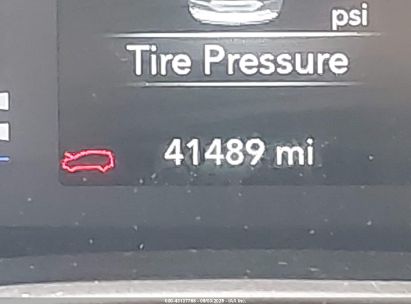 psi
Tire Pressure
41489 mi